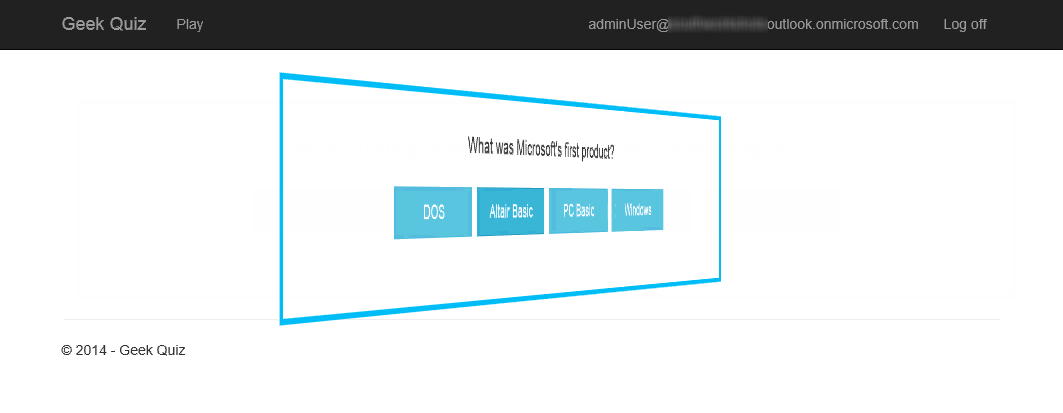 Geek Quiz Play adminUser@ outlook.onmicrosoft.com Log off
What was Microsoft's first product?
DOS Altair Basic PC Basic Windows
© 2014 - Geek Quiz